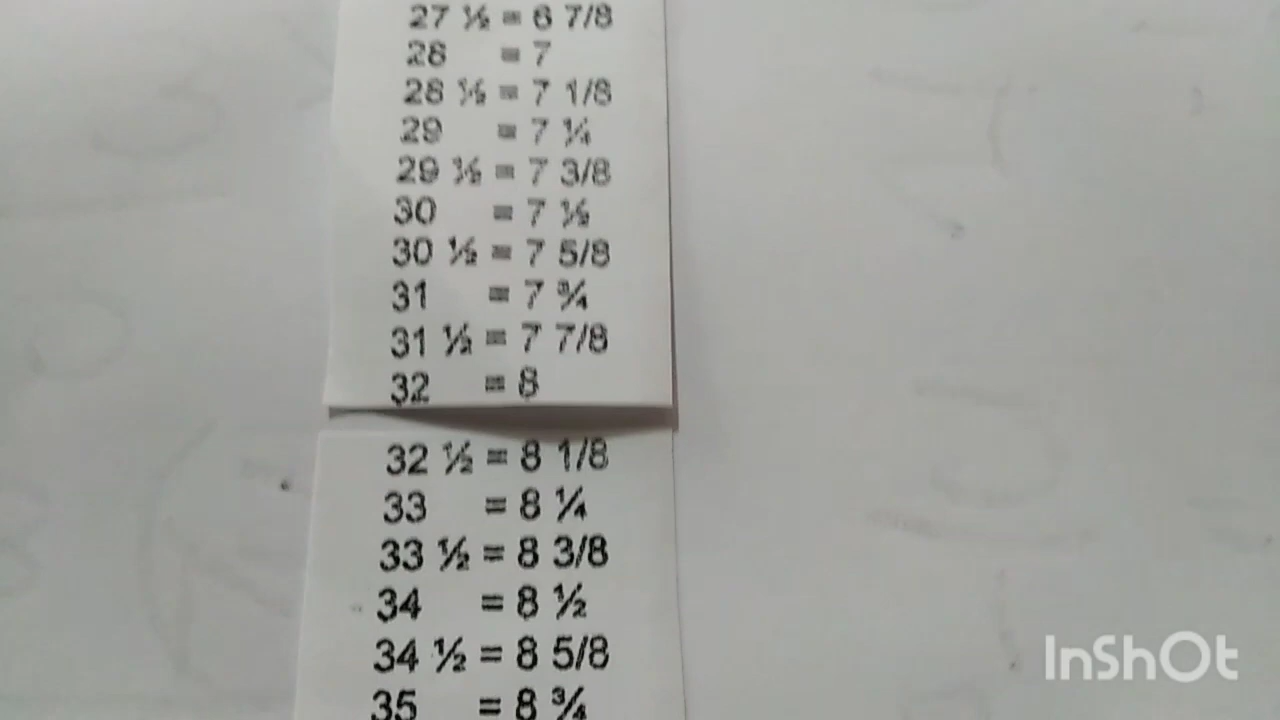 27 ½ = 6 7/8
28 = 7
28 ½ = 7 1/8
29 = 7 ¼
29 ½ = 7 3/8
30 = 7 ½
30 ½ = 7 5/8
31 = 7 ¾
31 ½ = 7 7/8
32 = 8
32 ½ = 8 1/8
33 = 8 ¼
33 ½ = 8 3/8
34 = 8 ½
34 ½ = 8 5/8
35 = 8 ¾
InShOt